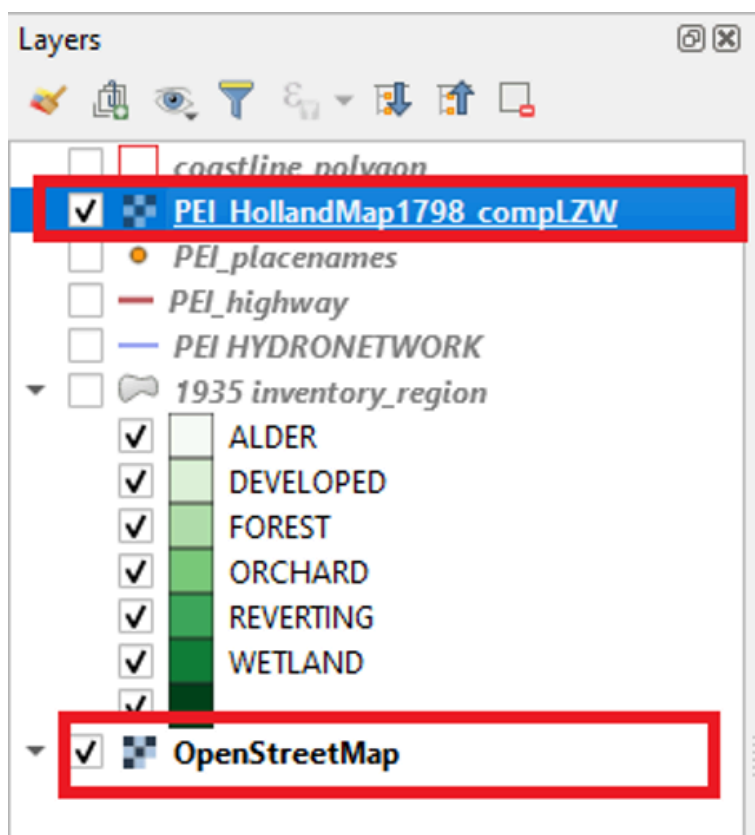 Layers
coastline_polygon
PEI_HollandMap1798_compLZW
PEI_placenames
PEI_highway
PEI HYDRONETWORK
1935 inventory_region
ALDER
DEVELOPED
FOREST
ORCHARD
REVERTING
WETLAND
OpenStreetMap